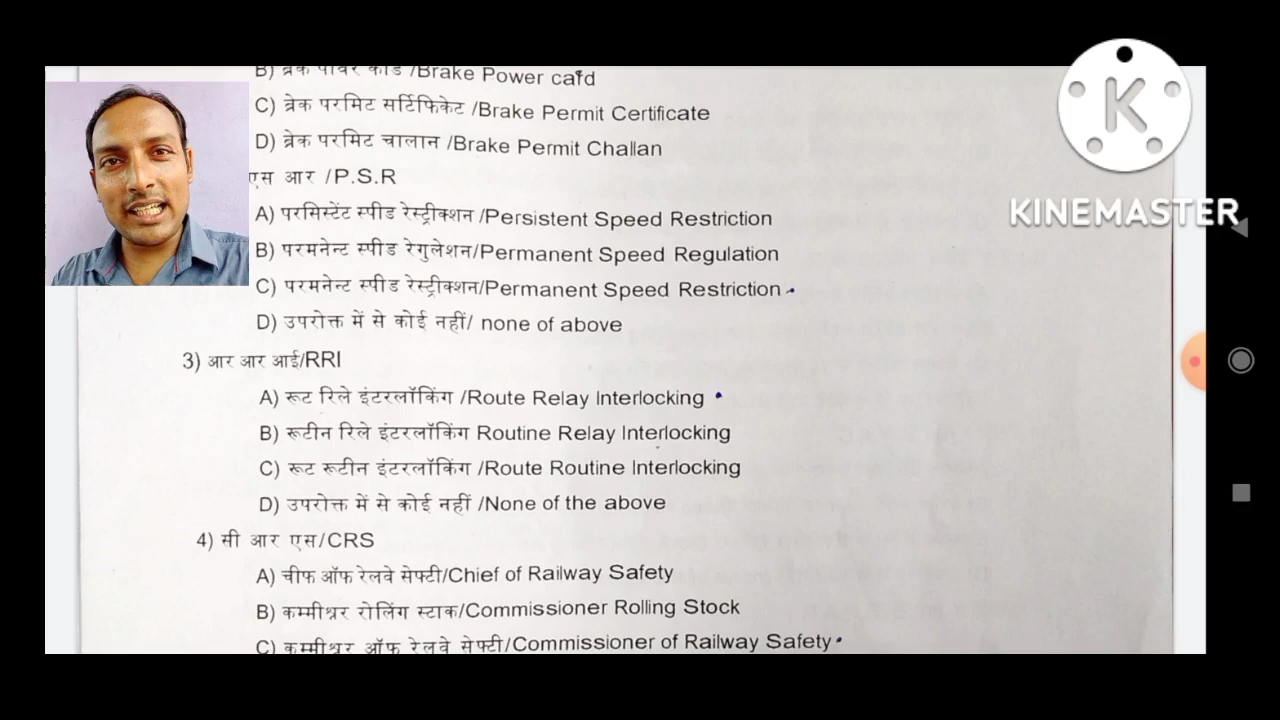 B) ब्रेक पावर कार्ड /Brake Power card
C) ब्रेक परमिट सर्टिफिकेट /Brake Permit Certificate
D) ब्रेक परमिट चालान /Brake Permit Challan
एस आर /P.S.R
A) परमिस्टेंट स्पीड रेस्ट्रीक्शन /Persistent Speed Restriction
B) परमनेन्ट स्पीड रेगुलेशन/Permanent Speed Regulation
C) परमनेन्ट स्पीड रेस्ट्रीक्शन/Permanent Speed Restriction
D) उपरोक्त में से कोई नहीं/ none of above
3) आर आर आई/RRI
A) रूट रिले इंटरलॉकिंग /Route Relay Interlocking
B) रूटीन रिले इंटरलॉकिंग Routine Relay Interlocking
C) रूट रूटीन इंटरलॉकिंग /Route Routine Interlocking
D) उपरोक्त में से कोई नहीं /None of the above
4) सी आर एस/CRS
A) चीफ ऑफ रेलवे सेफ्टी/Chief of Railway Safety
B) कम्मीश्नर रोलिंग स्टाक/Commissioner Rolling Stock
C) कम्मीश्नर ऑफ रेलवे सेफ्टी/Commissioner of Railway Safety
K
KINEMASTER